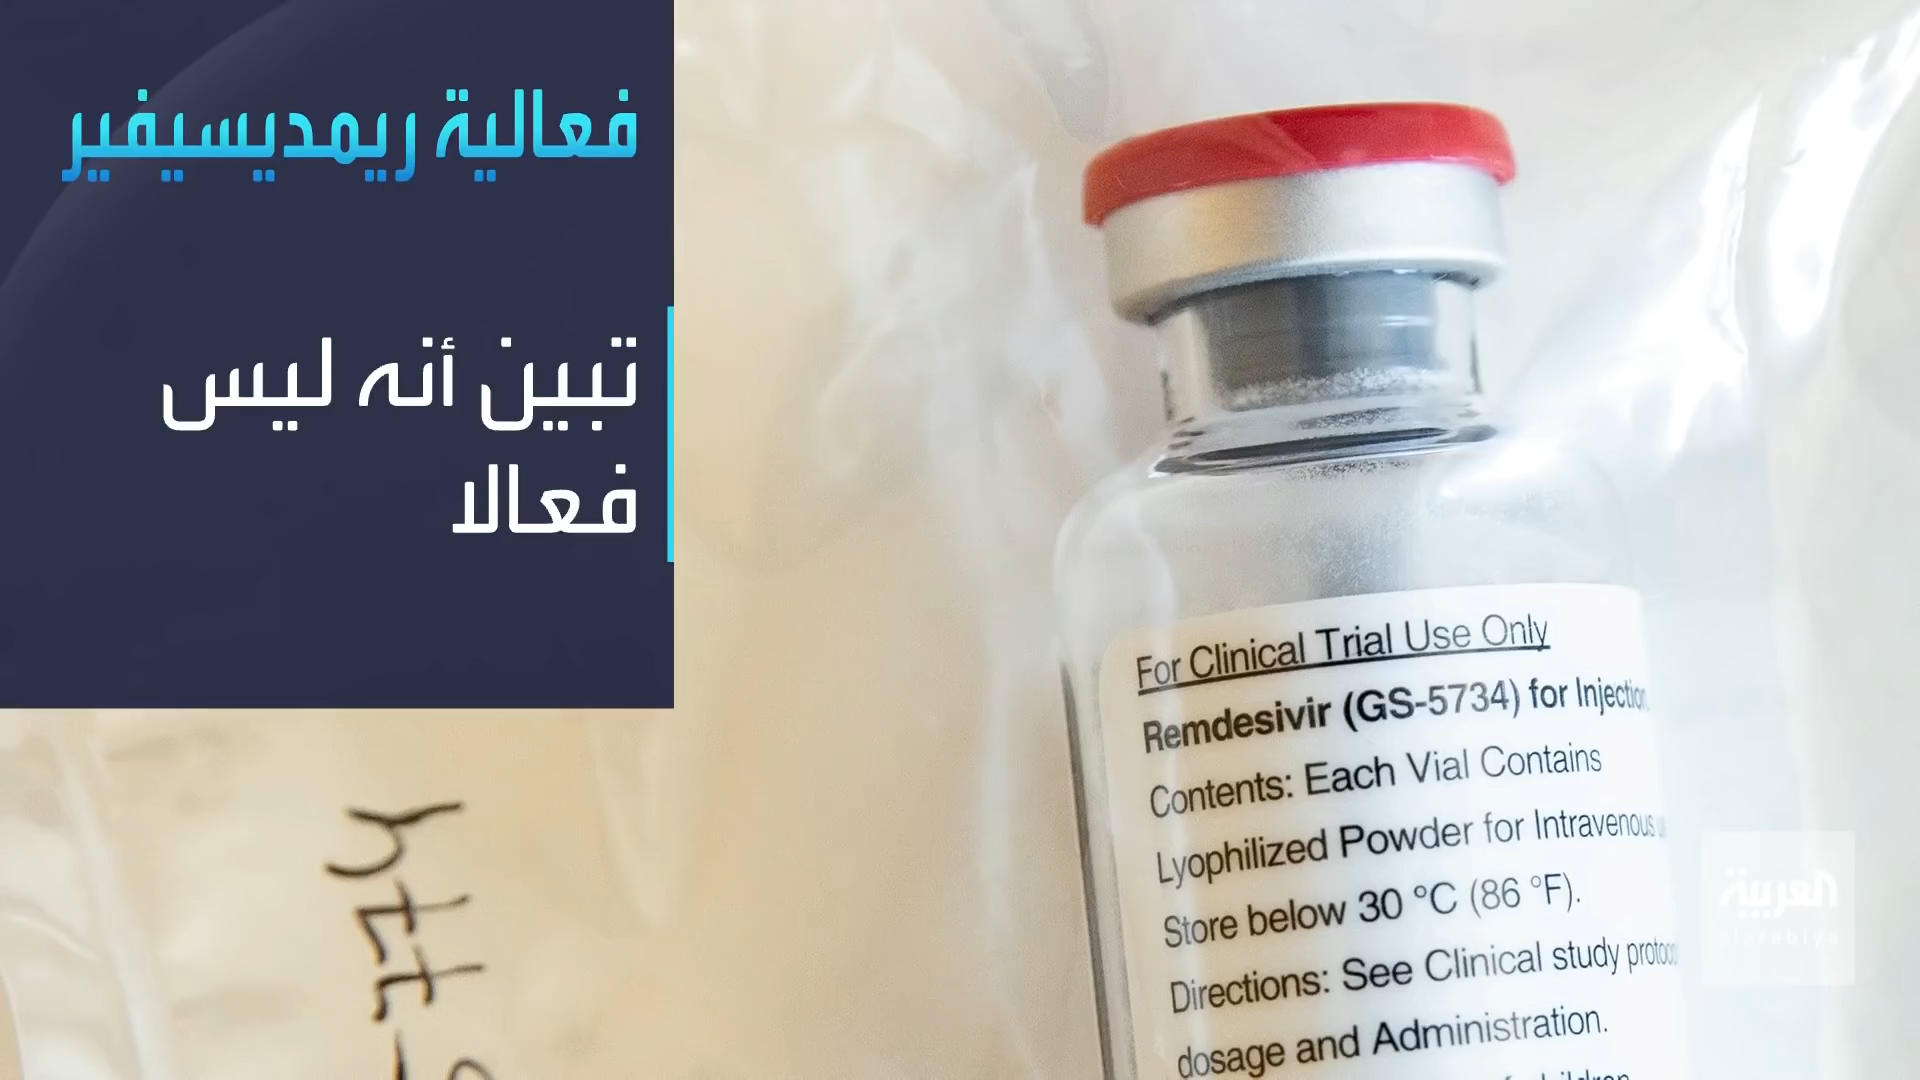 فعالية ريمديسيفير
تبين أنه ليس
فعالا
For Clinical Trial Use Only
Remdesivir (GS-5734) for Injection
Contents: Each Vial Contains
Lyophilized Powder for Intravenous
Store below 30 °C (86 °F).
Directions: See Clinical study
dosage and Administration.
العربية
alarabiya